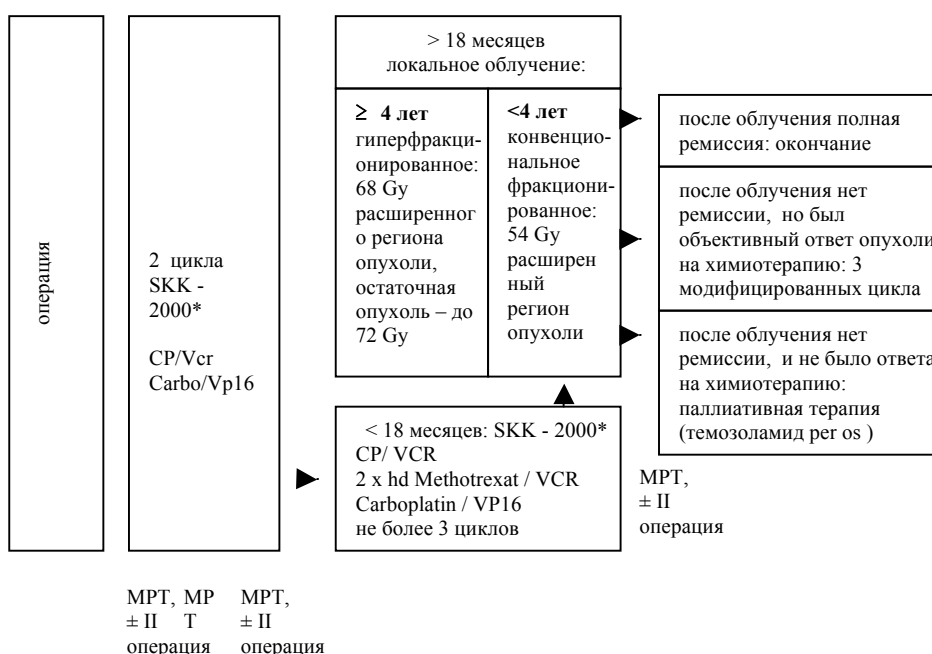 операция
2 цикла
SKK -
2000*
CP/Vcr
Carbo/Vp16
> 18 месяцев
локальное облучение:
≥ 4 лет
гиперфракци-
онированное:
68 Gy
расширенног
о региона
опухоли,
остаточная
опухоль – до
72 Gy
<4 лет
конвенцио-
нальное
фракциони-
рованное:
54 Gy
расширен
ный
регион
опухоли
< 18 месяцев: SKK - 2000*
CP/ VCR
2 x hd Methotrexat / VCR
Carboplatin / VP16
не более 3 циклов
после облучения полная
ремиссия: окончание
после облучения нет
ремиссии, но был
объективный ответ опухоли
на химиотерапию: 3
модифицированных цикла
после облучения нет
ремиссии, и не было ответа
на химиотерапию:
паллиативная терапия
(темозоламид per os )
МРТ,
± II
операция
МРТ,
± II
операция
МР
Т
МРТ,
± II
операция